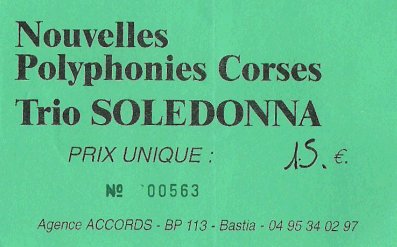 Nouvelles
Polyphonies Corses
Trio SOLEDONNA
PRIX UNIQUE : 15. €.
Nº 00563
Agence ACCORDS - BP 113 - Bastia - 04 95 34 02 97